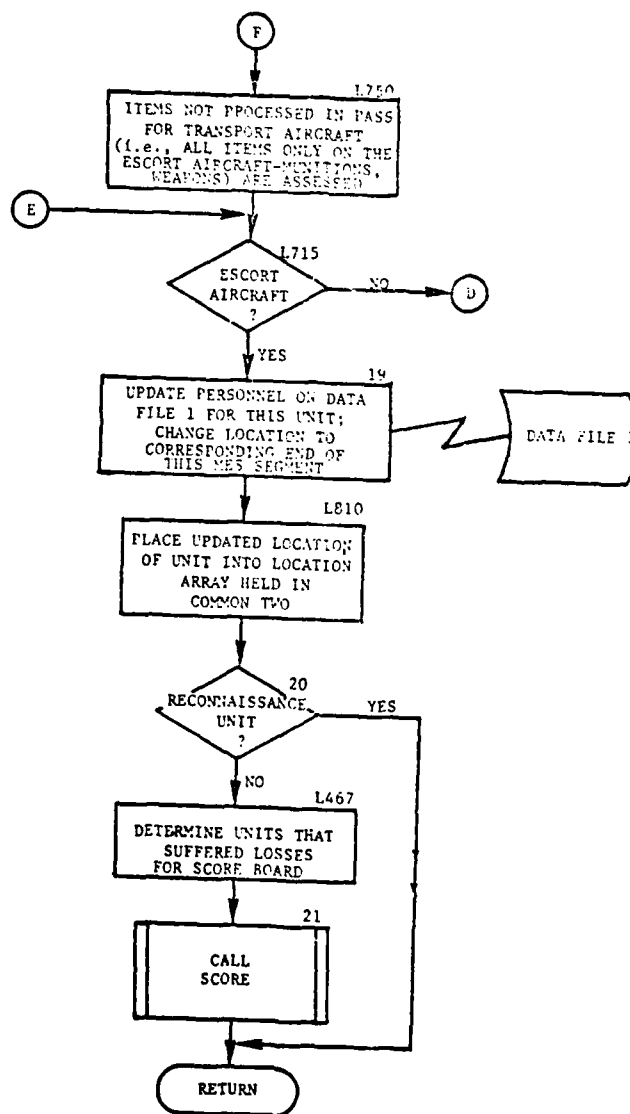 F
L750
ITEMS NOT PROCESSED IN PASS
FOR TRANSPORT AIRCRAFT
(i.e., ALL ITEMS ONLY ON THE
ESCORT AIRCRAFT-MUNITIONS,
WEAPONS) ARE ASSESSED
E
L715
ESCORT
AIRCRAFT
?
NO
D
YES
19
UPDATE PERSONNEL ON DATA
FILE 1 FOR THIS UNIT;
CHANGE LOCATION TO
CORRESPONDING END OF
THIS SEGMENT
DATA FILE
L810
PLACE UPDATED LOCATION
OF UNIT INTO LOCATION
ARRAY HELD IN
COMMON TWO
20
RECONNAISSANCE
UNIT
?
YES
NO
L467
DETERMINE UNITS THAT
SUFFERED LOSSES
FOR SCORE BOARD
21
CALL
SCORE
RETURN